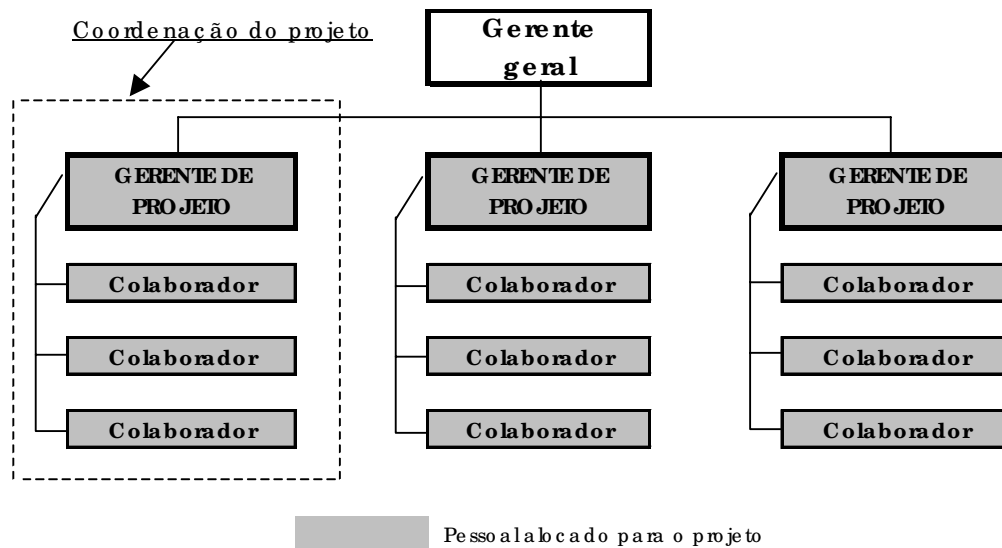 Coordenação do projeto
Gerente
geral
GERENTE DE
PROJETO
GERENTE DE
PROJETO
GERENTE DE
PROJETO
Colaborador
Colaborador
Colaborador
Colaborador
Colaborador
Colaborador
Colaborador
Colaborador
Colaborador
Pessoal alocado para o projeto